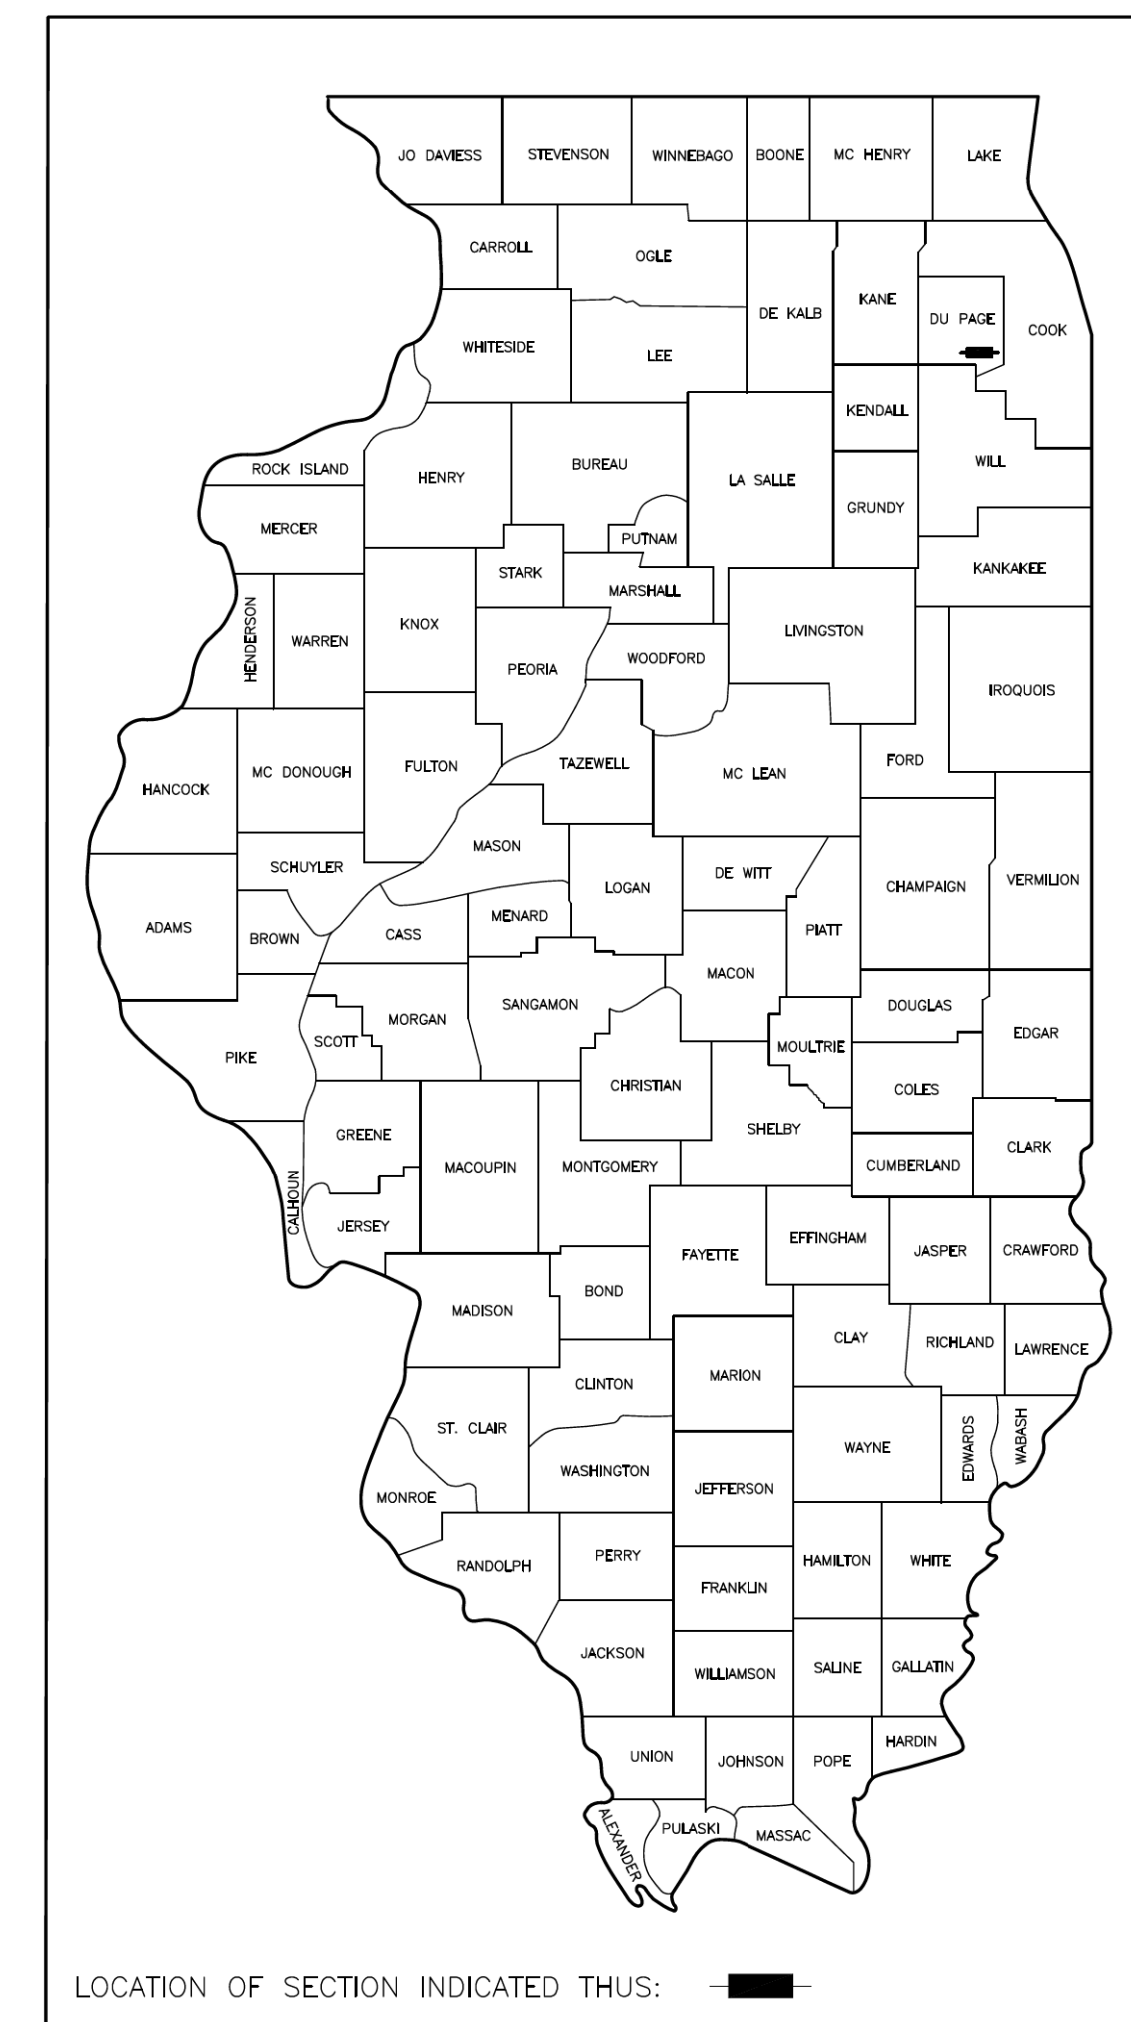 JO DAVIESS
STEVENSON
WINNEBAGO
BOONE
MC HENRY
LAKE
CARROLL
OGLE
DE KALB
KANE
DU PAGE
COOK
WHITESIDE
LEE
KENDALL
ROCK ISLAND
HENRY
BUREAU
LA SALLE
WILL
MERCER
PUTNAM
GRUNDY
STARK
KANKAKEE
HENDERSON
WARREN
KNOX
MARSHALL
LIVINGSTON
PEORIA
WOODFORD
IROQUOIS
HANCOCK
MC DONOUGH
FULTON
TAZEWELL
MC LEAN
FORD
SCHUYLER
MASON
LOGAN
DE WITT
CHAMPAIGN
VERMILION
ADAMS
BROWN
CASS
MENARD
PIATT
MACON
SANGAMON
MORGAN
SCOTT
PIKE
DOUGLAS
MOULTRIE
EDGAR
CHRISTIAN
COLES
GREENE
MACOUPIN
MONTGOMERY
SHELBY
CUMBERLAND
CLARK
CALHOUN
JERSEY
FAYETTE
EFFINGHAM
JASPER
CRAWFORD
MADISON
BOND
CLAY
RICHLAND
LAWRENCE
CLINTON
MARION
ST. CLAIR
WASHINGTON
WAYNE
EDWARDS
WABASH
MONROE
JEFFERSON
RANDOLPH
PERRY
HAMILTON
WHITE
FRANKLIN
JACKSON
WILLIAMSON
SALINE
GALLATIN
UNION
JOHNSON
POPE
HARDIN
ALEXANDER
PULASKI
MASSAC
LOCATION OF SECTION INDICATED THUS: